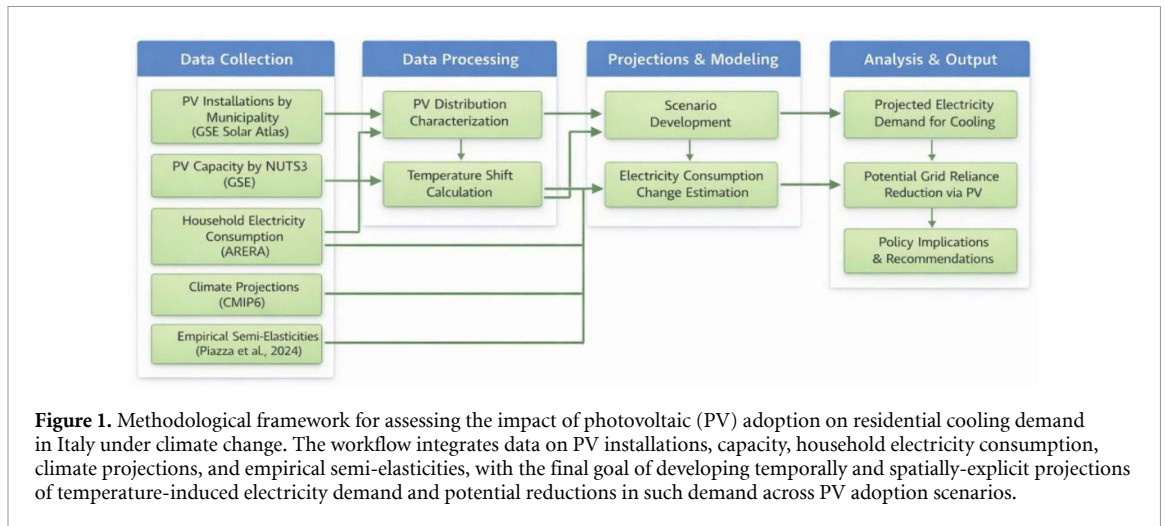 Data Collection
PV Installations by
Municipality
(GSE Solar Atlas)
PV Capacity by NUTS3
(GSE)
Household Electricity
Consumption
(ARERA)
Climate Projections
(CMIP6)
Empirical Semi-Elasticities
(Piazza et al., 2024)
Data Processing
PV Distribution
Characterization
Temperature Shift
Calculation
Projections & Modeling
Scenario
Development
Electricity Consumption
Change Estimation
Analysis & Output
Projected Electricity
Demand for Cooling
Potential Grid Reliance
Reduction via PV
Policy Implications
& Recommendations
Figure 1. Methodological framework for assessing the impact of photovoltaic (PV) adoption on residential cooling demand
in Italy under climate change. The workflow integrates data on PV installations, capacity, household electricity consumption,
climate projections, and empirical semi-elasticities, with the final goal of developing temporally and spatially-explicit projections
of temperature-induced electricity demand and potential reductions in such demand across PV adoption scenarios.